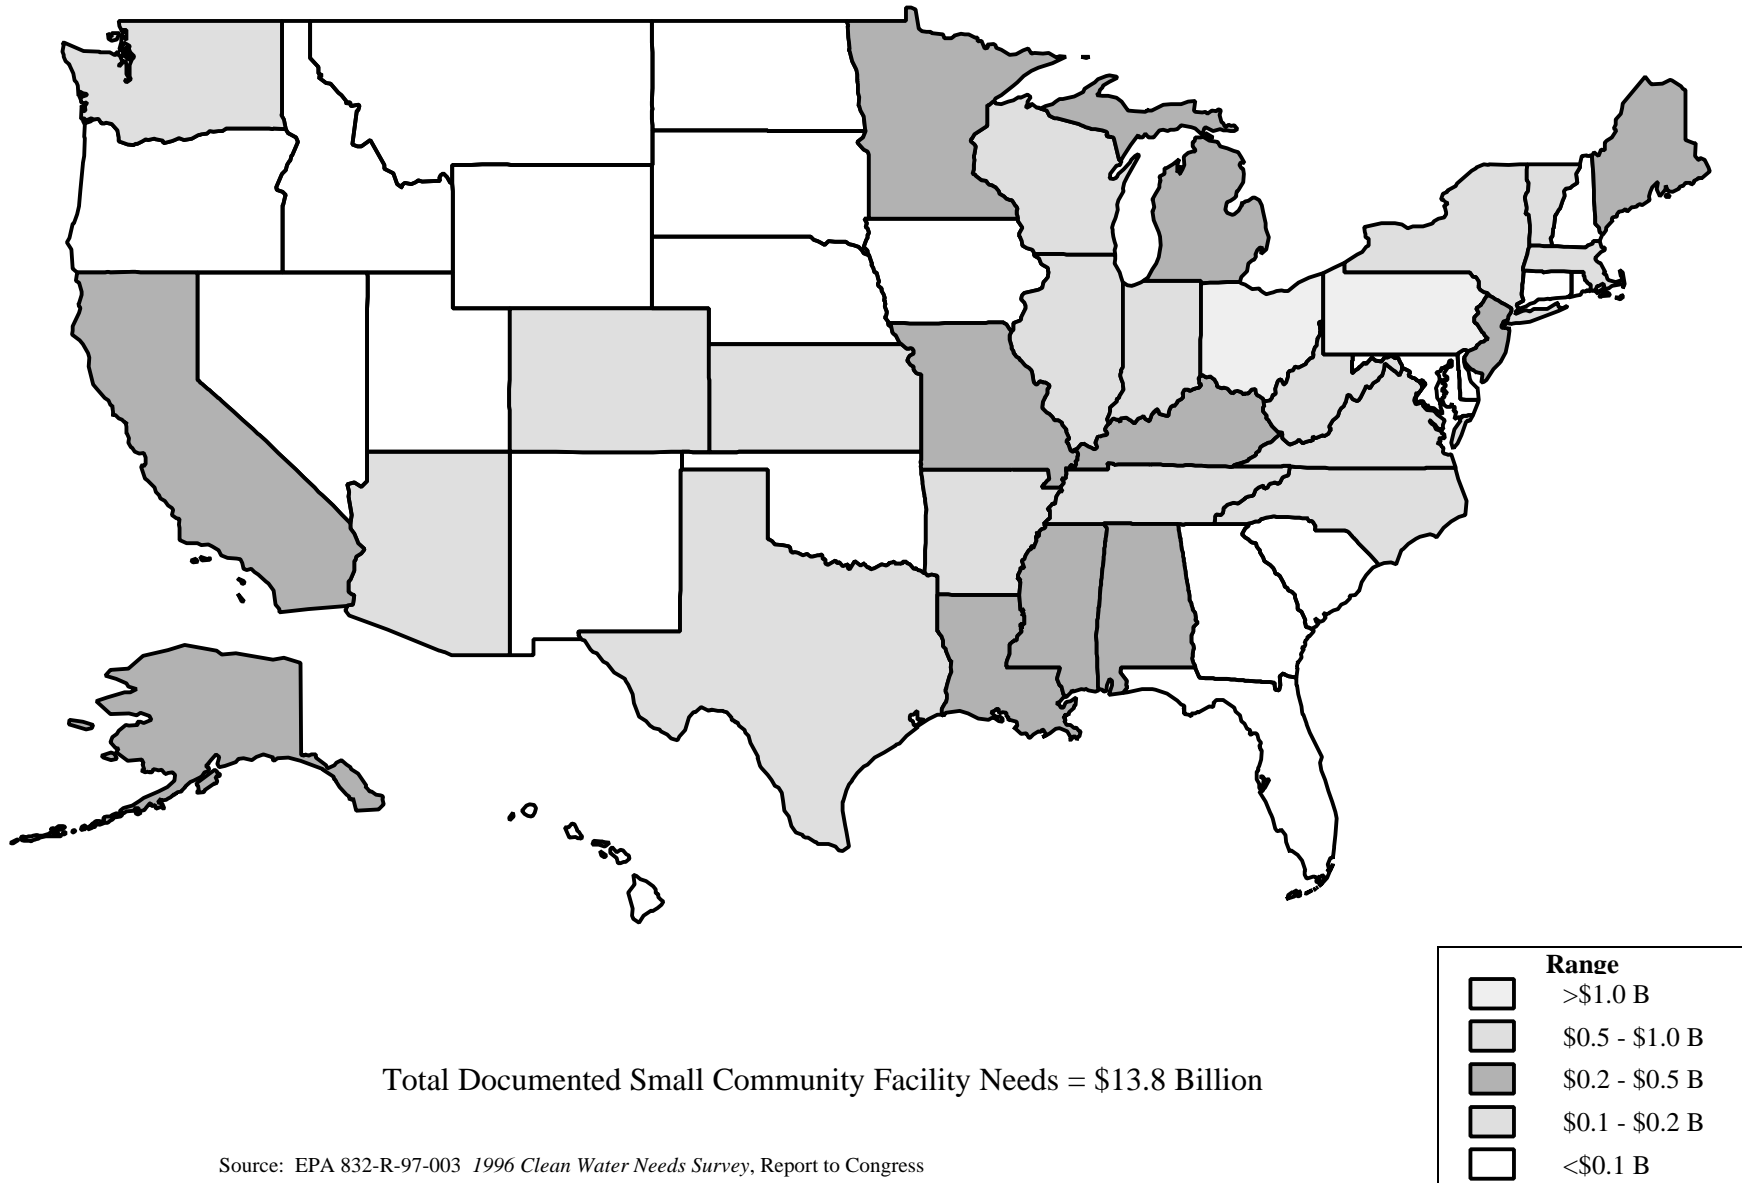 Range
>$1.0 B
$0.5 - $1.0 B
$0.2 - $0.5 B
$0.1 - $0.2 B
<$0.1 B
Total Documented Small Community Facility Needs = $13.8 Billion
Source: EPA 832-R-97-003 1996 Clean Water Needs Survey, Report to Congress